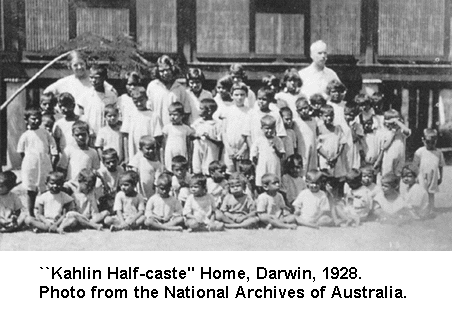 ``Kahlin Half-caste" Home, Darwin, 1928.
Photo from the National Archives of Australia.